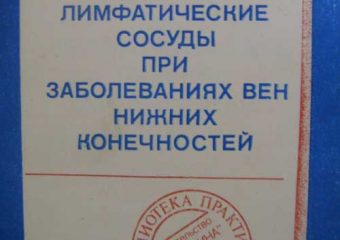 ЛИМФАТИЧЕСКИЕ
СОСУДЫ
ПРИ
ЗАБОЛЕВАНИЯХ ВЕН
НИЖНИХ
КОНЕЧНОСТЕЙ